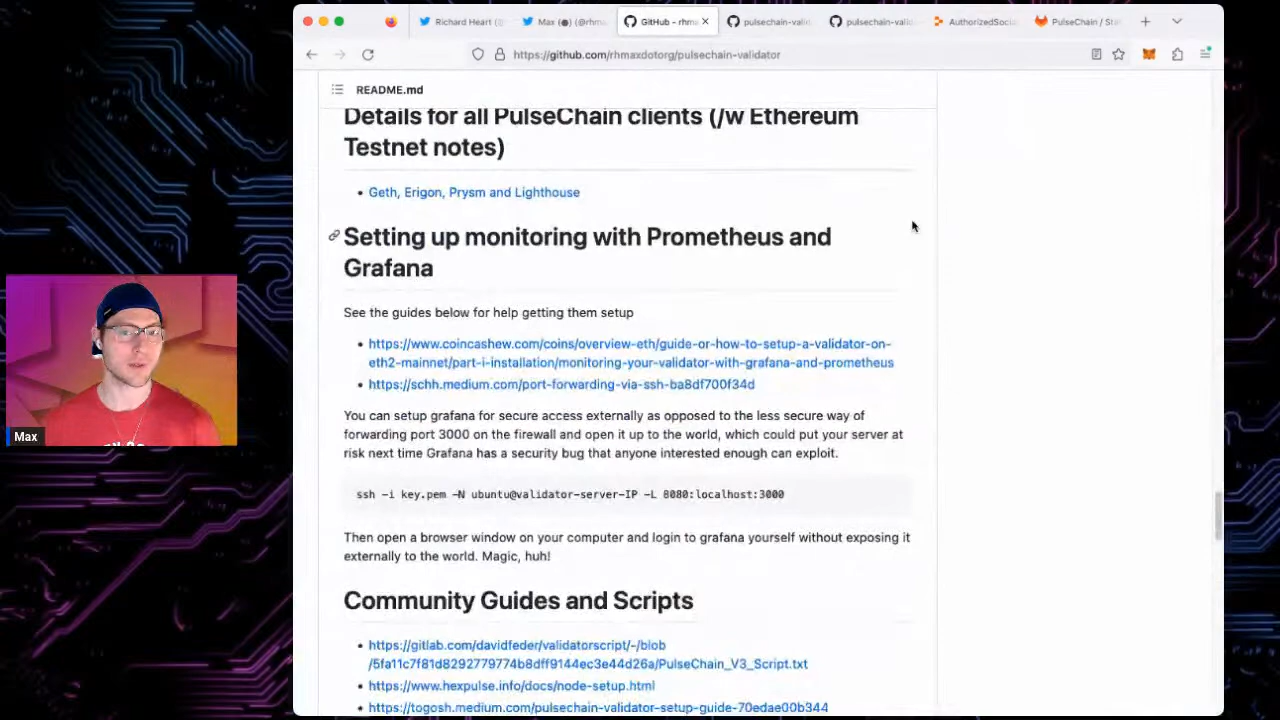 Richard Heart (
Max (●) (@rhma
GitHub - rhma
pulsechain-valid
pulsechain-valid
AuthorizedSocia
PulseChain / Sta
https://github.com/rhmaxdotorg/pulsechain-validator
README.md
Details for all PulseChain clients (/w Ethereum
Testnet notes)
Geth, Erigon, Prysm and Lighthouse
Setting up monitoring with Prometheus and
Grafana
See the guides below for help getting them setup
https://www.coincashew.com/coins/overview-eth/guide-or-how-to-setup-a-validator-on-
eth2-mainnet/part-i-installation/monitoring-your-validator-with-grafana-and-prometheus
https://schh.medium.com/port-forwarding-via-ssh-ba8df700f34d
You can setup grafana for secure access externally as opposed to the less secure way of
forwarding port 3000 on the firewall and open it up to the world, which could put your server at
risk next time Grafana has a security bug that anyone interested enough can exploit.
ssh -i key.pem -N ubuntu@validator-server-IP -L 8080:localhost:3000
Then open a browser window on your computer and login to grafana yourself without exposing it
externally to the world. Magic, huh!
Community Guides and Scripts
https://gitlab.com/davidfeder/validatorscript/-/blob
/5fa11c7f81d8292779774b8dff9144ec3e44d26a/PulseChain_V3_Script.txt
https://www.hexpulse.info/docs/node-setup.html
https://togosh.medium.com/pulsechain-validator-setup-guide-70edae00b344
Max